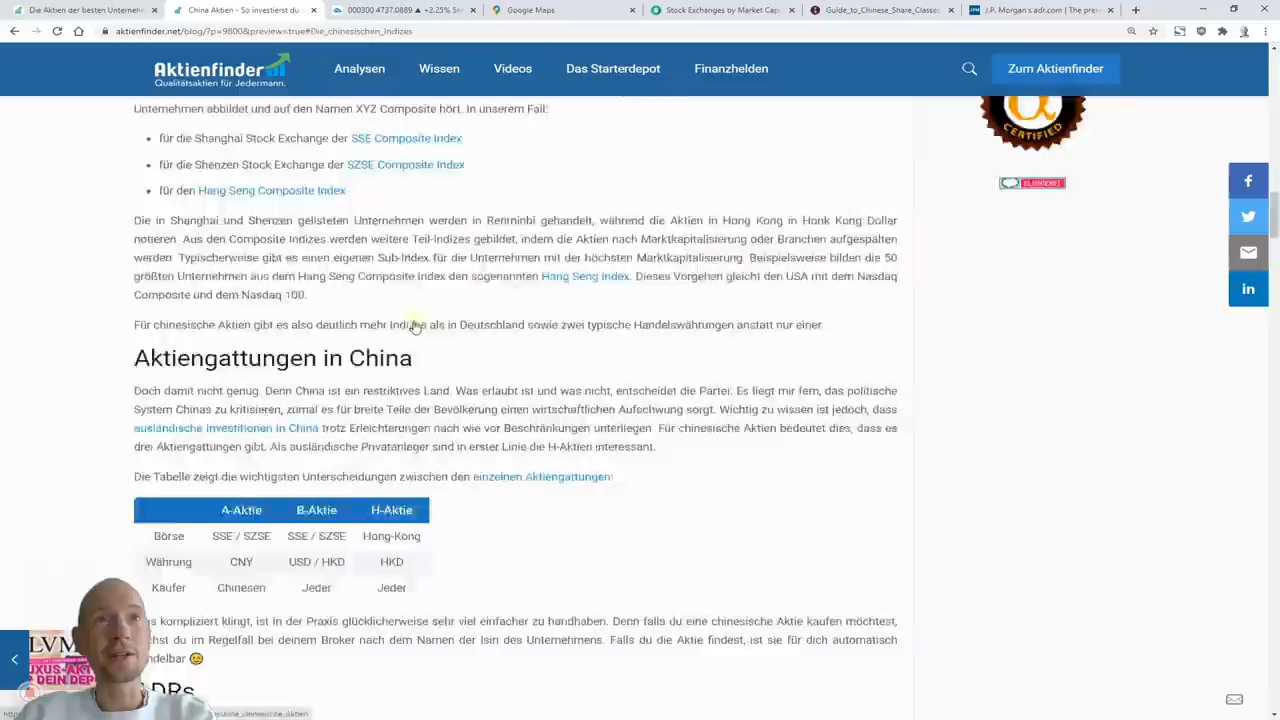 Die Aktien der besten Unterneh
China Aktien - So investierst du
000300 4.4737.0889 ▲ +2.25%
Google Maps
Stock Exchanges by Market Cap
Guide_to_Chinese_Share_Classes
J.P. Morgan's adr.com | The pre
aktienfinder.net/blog/?p=9800&preview=true#Die_chinesischen_Indizes
Aktienfinder
Qualitätsaktien für Jedermann.
Analysen
Wissen
Videos
Das Starterdepot
Finanzhelden
Zum Aktienfinder
Unternehmen abbildet und auf den Namen XYZ Composite hört. In unserem Fall:
• für die Shanghai Stock Exchange der SSE Composite Index
• für die Shenzen Stock Exchange der SZSE Composite Index
• für den Hang Seng Composite Index
Die in Shanghai und Shenzen gelisteten Unternehmen werden in Renminbi gehandelt, während die Aktien in Hong Kong in Honk Kong Dollar
notieren. Aus den Composite Indizes werden weitere Teil-Indizes gebildet, indem die Aktien nach Marktkapitalisierung oder Branchen aufgespalten
werden. Typischerweise gibt es einen eigenen Sub-Index für die Unternehmen mit der höchsten Marktkapitalisierung. Beispielsweise bilden die 50
größten Unternehmen aus dem Hang Seng Composite Index den sogenannten Hang Seng Index. Dieses Vorgehen gleicht den USA mit dem Nasdaq
Composite und dem Nasdaq 100.
Für chinesische Aktien gibt es also deutlich mehr Indizes als in Deutschland sowie zwei typische Handelswährungen anstatt nur einer.
Aktiengattungen in China
Doch damit nicht genug. Denn China ist ein restriktives Land. Was erlaubt ist und was nicht, entscheidet die Partei. Es liegt mir fern, das politische
System Chinas zu kritisieren, zumal es für breite Teile der Bevölkerung einen wirtschaftlichen Aufschwung sorgt. Wichtig zu wissen ist jedoch, dass
ausländische Investitionen in China trotz Erleichterungen nach wie vor Beschränkungen unterliegen. Für chinesische Aktien bedeutet dies, dass es
drei Aktiengattungen gibt. Als ausländische Privatanleger sind in erster Linie die H-Aktien interessant.
Die Tabelle zeigt die wichtigsten Unterscheidungen zwischen den einzelnen Aktiengattungen:
A-Aktie B-Aktie H-Aktie
Börse SSE / SZSE SSE / SZSE Hong-Kong
Währung CNY USD / HKD HKD
Käufer Chinesen Jeder Jeder
kompliziert klingt, ist in der Praxis glücklicherweise sehr viel einfacher zu handhaben. Denn falls du eine chinesische Aktie kaufen möchtest,
du im Regelfall bei deinem Broker nach dem Namen der Isin des Unternehmens. Falls du die Aktie findest, ist sie für dich automatisch
ndelbar
DRs
LVM
UXUS-AKT
DEIN DEP
CERTIFIED